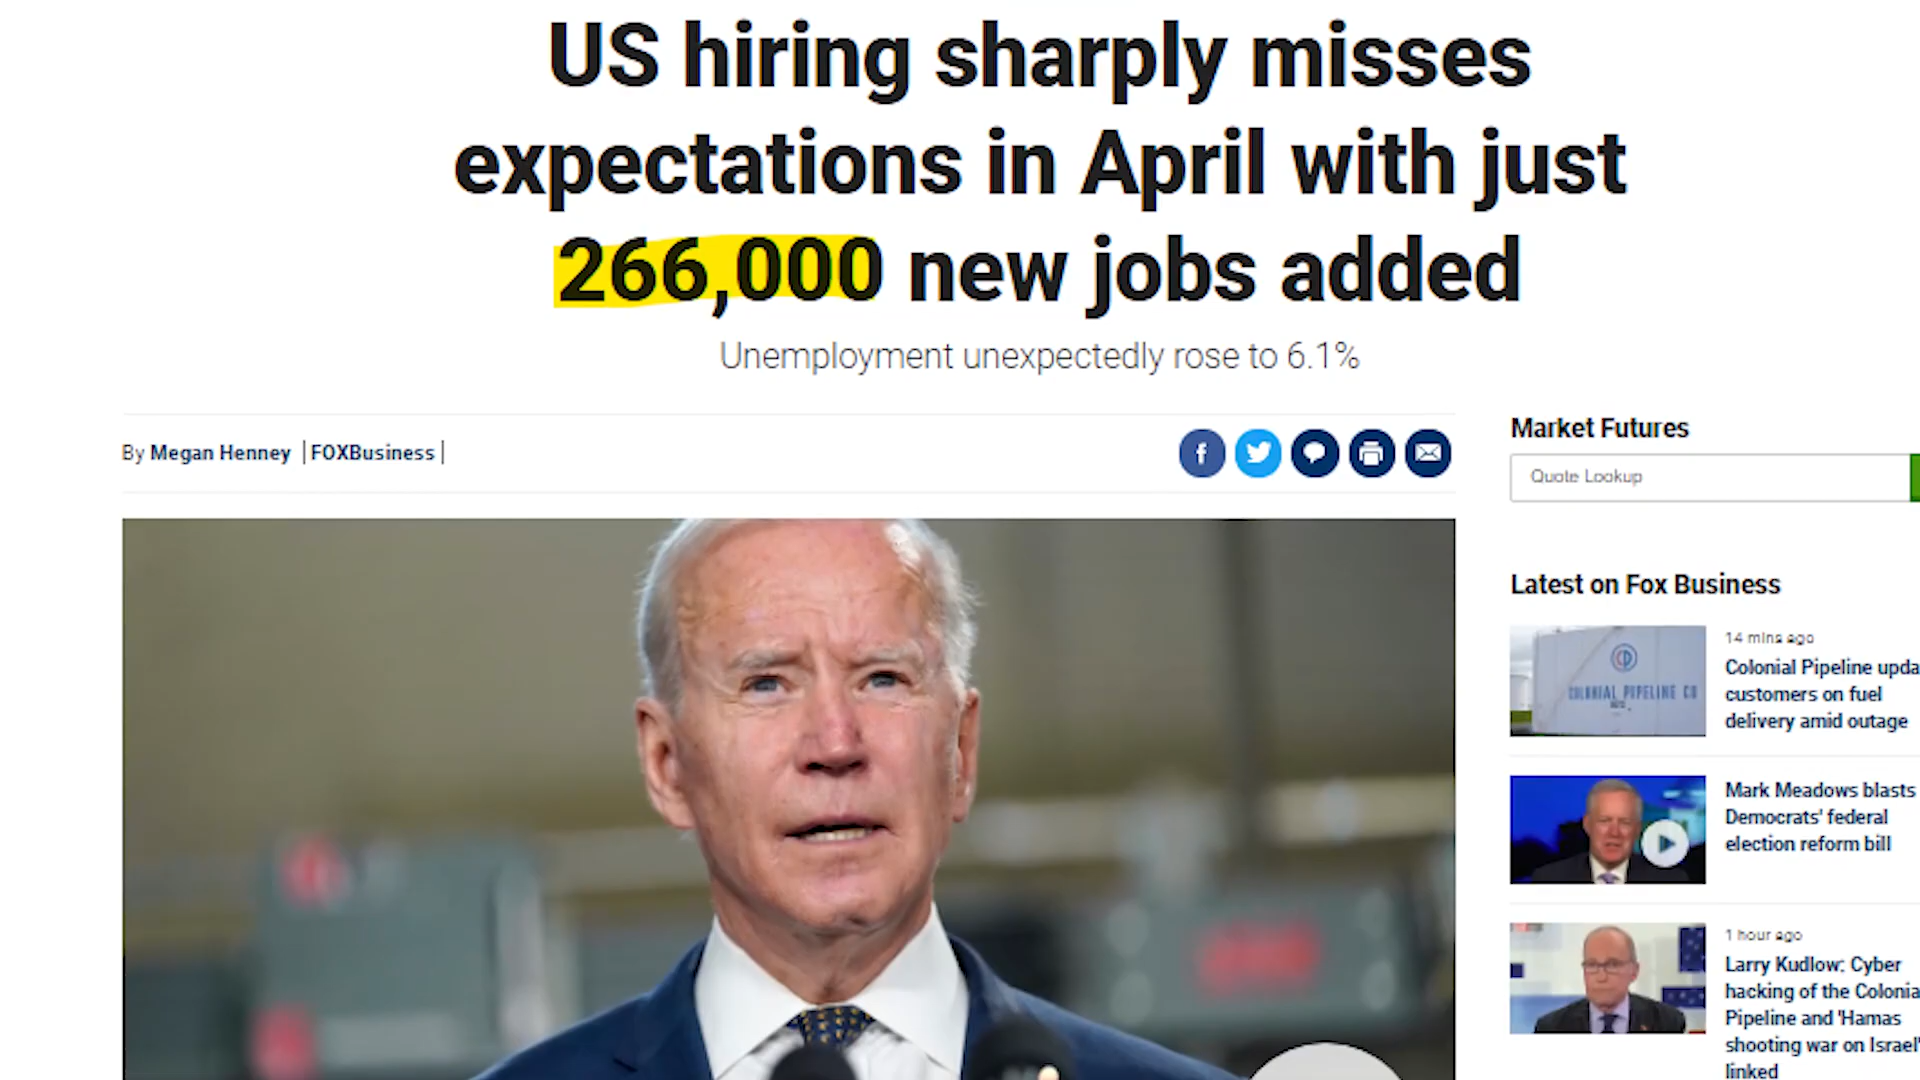 US hiring sharply misses
expectations in April with just
266,000 new jobs added
Unemployment unexpectedly rose to 6.1%
By Megan Henney | FOXBusiness |
Market Futures
Quote Lookup
Latest on Fox Business
14 mins ago
Colonial Pipeline upda
customers on fuel
delivery amid outage
COLONIAL PIPELINE CO
Mark Meadows blasts
Democrats' federal
election reform bill
1 hour ago
Larry Kudlow: Cyber
hacking of the Colonia
Pipeline and 'Hamas
shooting war on Israel'
linked